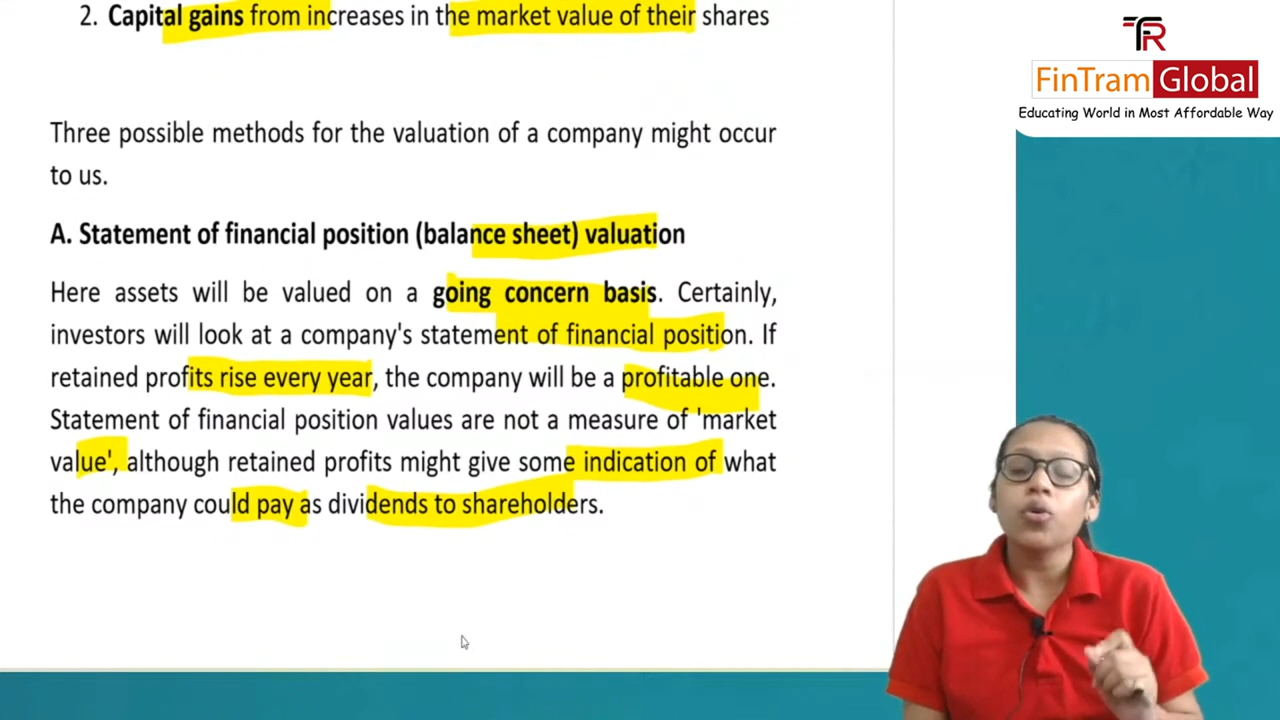 2. Capital gains from increases in the market value of their shares
Three possible methods for the valuation of a company might occur
to us.
A. Statement of financial position (balance sheet) valuation
Here assets will be valued on a going concern basis. Certainly,
investors will look at a company's statement of financial position. If
retained profits rise every year, the company will be a profitable one.
Statement of financial position values are not a measure of 'market
value', although retained profits might give some indication of what
the company could pay as dividends to shareholders.
TFR
FinTram Global
Educating World in Most Affordable Way